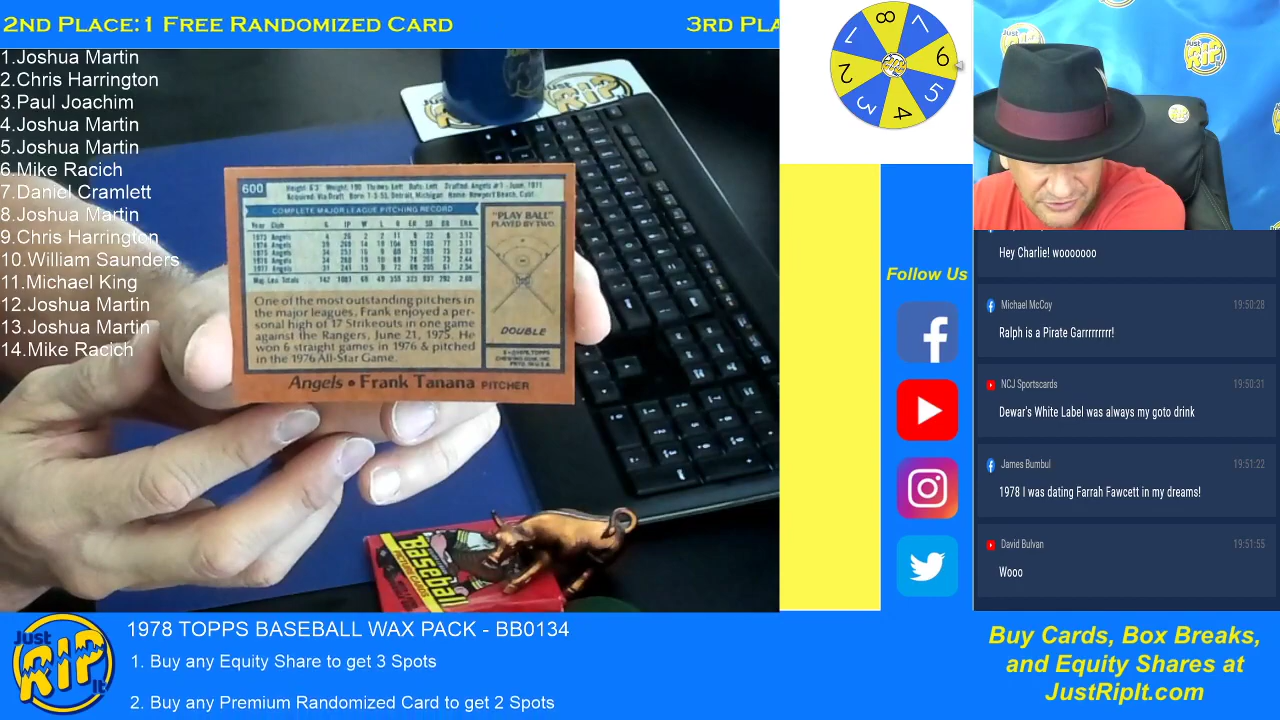 2ND PLACE:1 FREE RANDOMIZED CARD
3RD PLA
1.Joshua Martin
2.Chris Harrington
3.Paul Joachim
4.Joshua Martin
5.Joshua Martin
6.Mike Racich
7.Daniel Cramlett
8.Joshua Martin
9.Chris Harrington
10.William Saunders
11.Michael King
12.Joshua Martin
13.Joshua Martin
14.Mike Racich
600
COMPLETE MAJOR LEAGUE PITCHING RECORD
"PLAY BALL"
PLAYED BY TWO.
DOUBLE
One of the most outstanding pitchers in
the major leagues, Frank enjoyed a per-
sonal high of 17 Strikeouts in one game
against the Rangers, June 21, 1975. He
won 6 straight games in 1976 & pitched
in the 1976 All-Star Game.
Angels • Frank Tanana PITCHER
Baseball
8
7
6
5
4
3
2
1
Just
RIP
It
Follow Us
Hey Charlie! wooooooo
Michael McCoy 19:50:28
Ralph is a Pirate Garrrrrrrrr!
NCJ Sportscards 19:50:31
Dewar's White Label was always my goto drink
James Bumbul 19:51:22
1978 I was dating Farrah Fawcett in my dreams!
David Bulvan 19:51:55
Wooo
Just
RIP
It
1978 TOPPS BASEBALL WAX PACK - BB0134
1. Buy any Equity Share to get 3 Spots
2. Buy any Premium Randomized Card to get 2 Spots
Buy Cards, Box Breaks,
and Equity Shares at
JustRipIt.com